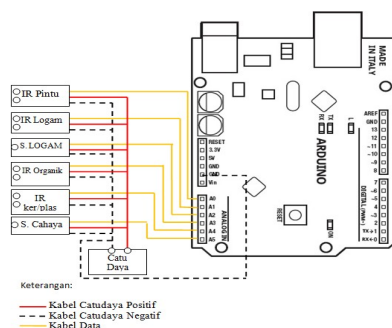 IR Pintu
IR Logam
S. LOGAM
IR Organik
IR
ker/plas
S. Cahaya
Catu
Daya
MADE
IN ITALY
ARDUINO
RX
TX
L
RESET
3.3V
5V
GND
GND
Vin
A0
A1
A2
A3
A4
A5
ANALOG IN
AREF
GND
13
12
~11
~10
~9
8
7
~6
~5
4
~3
2
TX→1
RX←0
DIGITAL (PWM~)
RESET
ON
Keterangan:
Kabel Catudaya Positif
Kabel Catudaya Negatif
Kabel Data